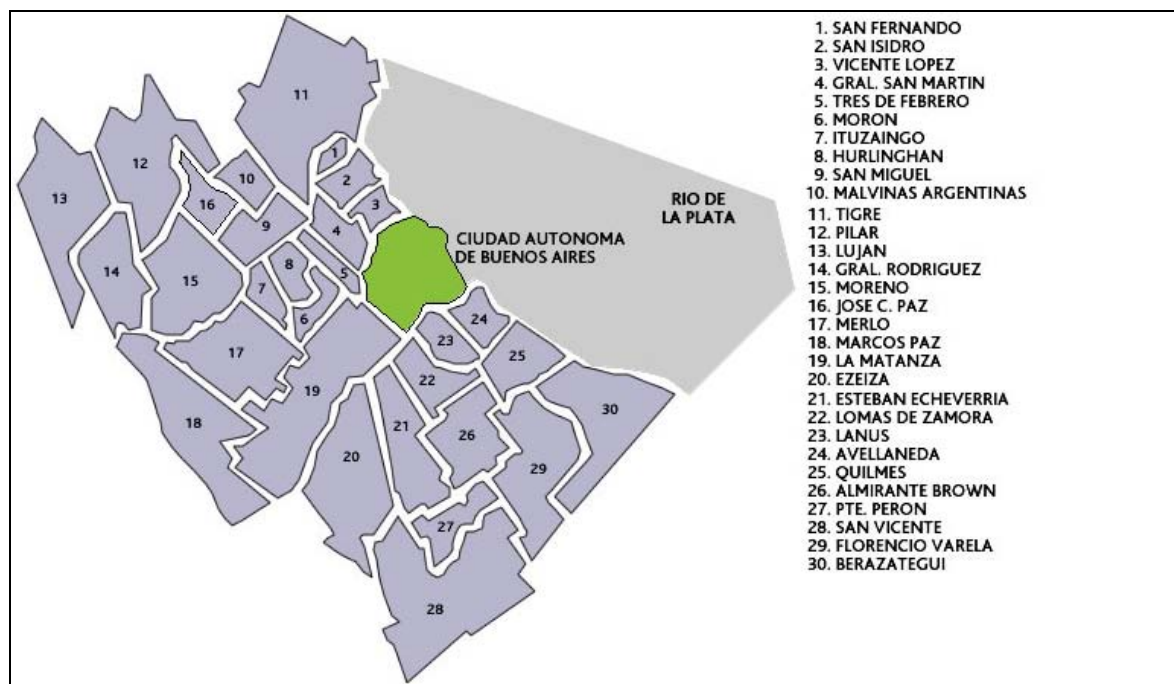 1. SAN FERNANDO
2. SAN ISIDRO
3. VICENTE LOPEZ
4. GRAL. SAN MARTIN
5. TRES DE FEBRERO
6. MORON
7. ITUZAINGO
8. HURLINGHAN
9. SAN MIGUEL
10. MALVINAS ARGENTINAS
11. TIGRE
12. PILAR
13. LUJAN
14. GRAL. RODRIGUEZ
15. MORENO
16. JOSE C. PAZ
17. MERLO
18. MARCOS PAZ
19. LA MATANZA
20. EZEIZA
21. ESTEBAN ECHEVERRIA
22. LOMAS DE ZAMORA
23. LANUS
24. AVELLANEDA
25. QUILMES
26. ALMIRANTE BROWN
27. PTE. PERON
28. SAN VICENTE
29. FLORENCIO VARELA
30. BERAZATEGUI
RIO DE
LA PLATA
CIUDAD AUTONOMA
DE BUENOS AIRES
11
1
12
10
2
13
16
3
9
4
8
5
14
15
7
6
24
23
25
17
22
19
21
26
30
18
20
29
27
28